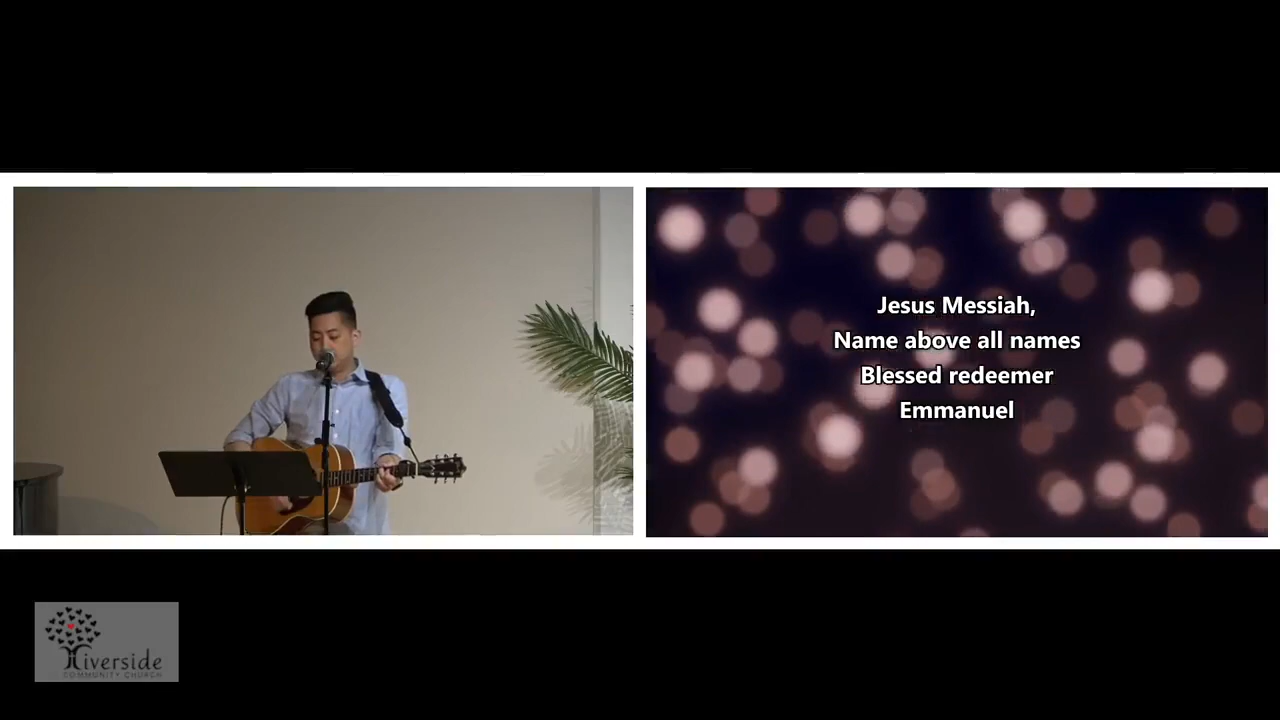 Jesus Messiah,
Name above all names
Blessed redeemer
Emmanuel
Riverside
COMMUNITY CHURCH